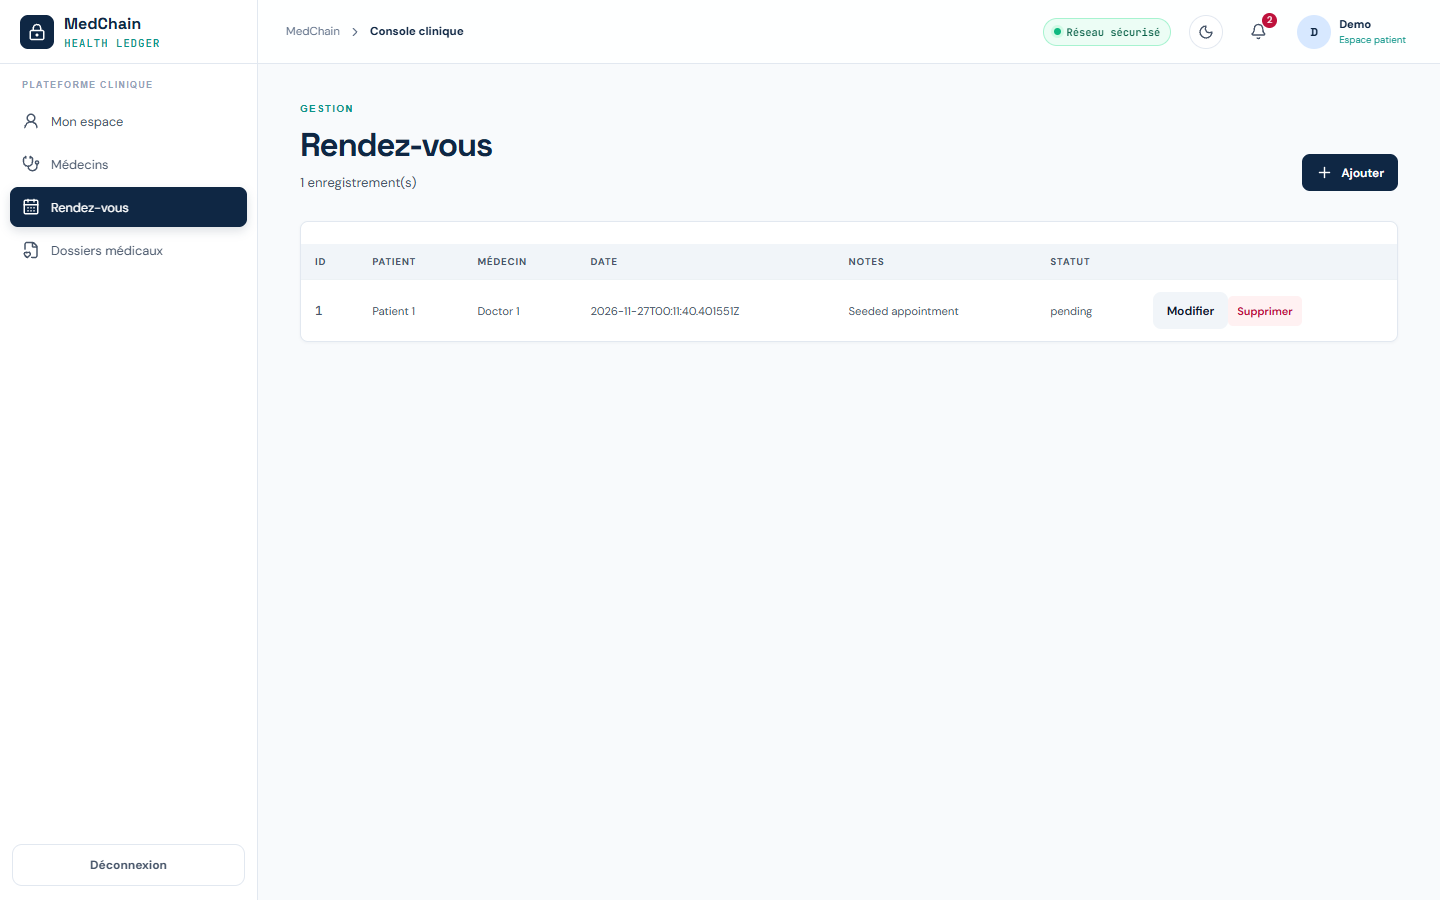 MedChain
HEALTH LEDGER
PLATEFORME CLINIQUE
Mon espace
Médecins
Rendez-vous
Dossiers médicaux
Déconnexion
MedChain > Console clinique
Réseau sécurisé
2
D
Demo
Espace patient
GESTION
Rendez-vous
1 enregistrement(s)
Ajouter
ID PATIENT MÉDECIN DATE NOTES STATUT
1 Patient 1 Doctor 1 2026-11-27T00:11:40.401551Z Seeded appointment pending Modifier Supprimer